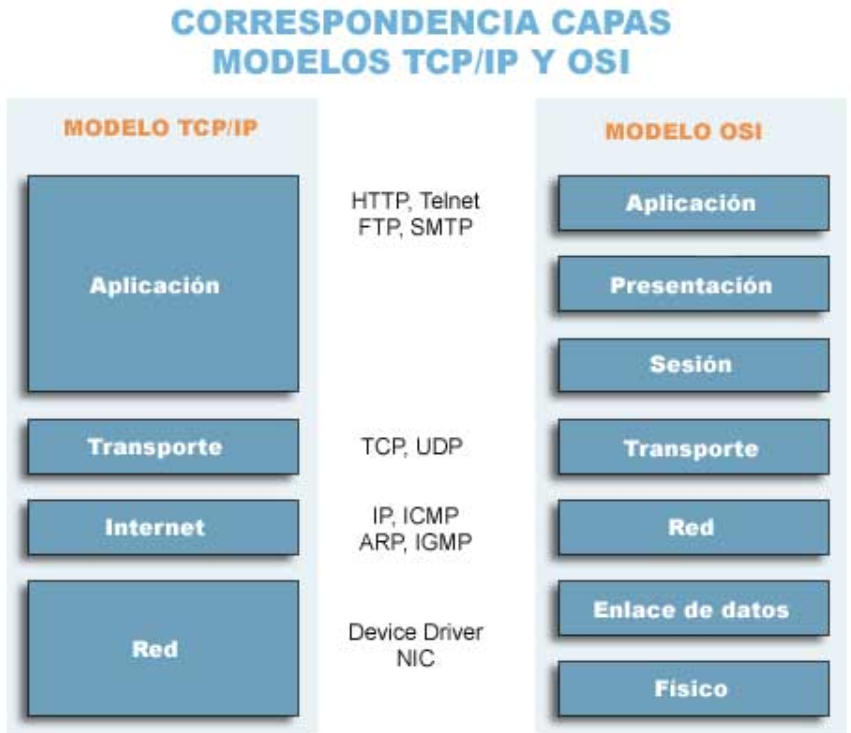 CORRESPONDENCIA CAPAS
MODELOS TCP/IP Y OSI
MODELO TCP/IP
Aplicación
Transporte
Internet
Red
HTTP, Telnet
FTP, SMTP
TCP, UDP
IP, ICMP
ARP, IGMP
Device Driver
NIC
MODELO OSI
Aplicación
Presentación
Sesión
Transporte
Red
Enlace de datos
Físico